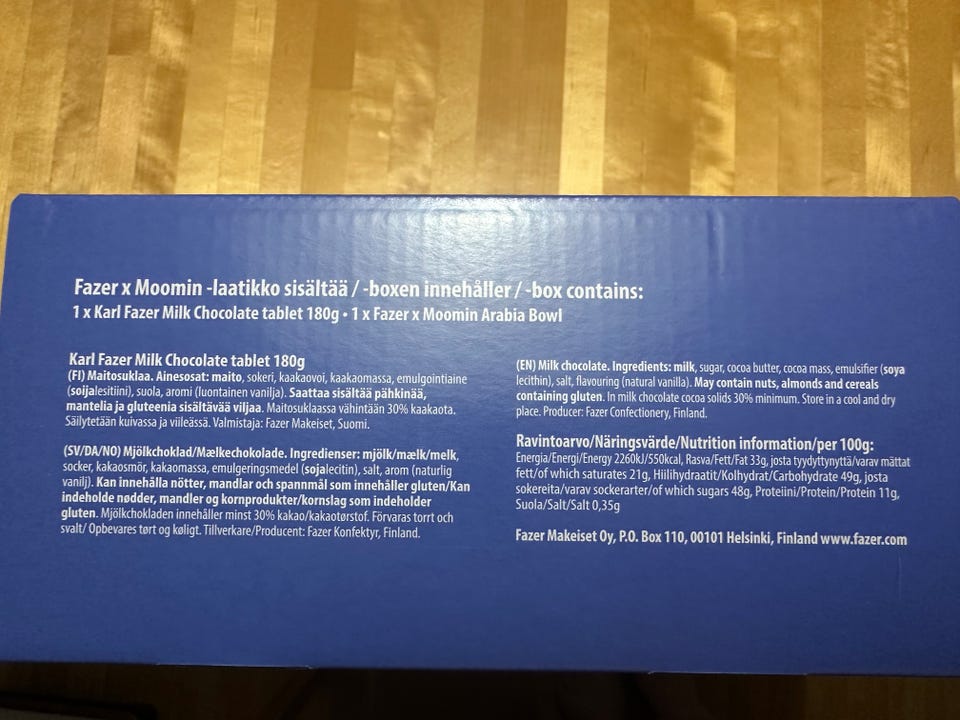 Fazer x Moomin -laatikko sisältää / -boxen innehåller / -box contains:
1 x Karl Fazer Milk Chocolate tablet 180g • 1 x Fazer x Moomin Arabia Bowl
Karl Fazer Milk Chocolate tablet 180g
(FI) Maitosuklaa. Ainesosat: maito, sokeri, kaakaovoi, kaakaomassa, emulgointiaine
(soijalesitiini), suola, aromi (luontainen vanilja). Saattaa sisältää pähkinää,
mantelia ja gluteenia sisältävää viljaa. Maitosuklaassa vähintään 30% kaakaota.
Säilytetään kuivassa ja viileässä. Valmistaja: Fazer Makeiset, Suomi.
(SV/DA/NO) Mjölkchoklad/Mælkechokolade. Ingredienser: mjölk/mælk/melk,
socker, kakaosmör, kakaomassa, emulgeringsmedel (sojalecitin), salt, arom (naturlig
vanilj). Kan innehålla nötter, mandlar och spannmål som innehåller gluten/Kan
indeholde nødder, mandler og kornprodukter/kornslag som indeholder
gluten. Mjölkchokladen innehåller minst 30% kakao/kakaotørstof. Förvaras torrt och
svalt/ Opbevares tørt og køligt. Tillverkare/Producent: Fazer Konfektyr, Finland.
(EN) Milk chocolate. Ingredients: milk, sugar, cocoa butter, cocoa mass, emulsifier (soya
lecithin), salt, flavouring (natural vanilla). May contain nuts, almonds and cereals
containing gluten. In milk chocolate cocoa solids 30% minimum. Store in a cool and dry
place. Producer: Fazer Confectionery, Finland.
Ravintoarvo/Näringsvärde/Nutrition information/per 100g:
Energia/Energi/Energy 2260kJ/550kcal, Rasva/Fett/Fat 33g, josta tyydyttynyttä/varav mättat
fett/of which saturates 21g, Hiilihydraatit/Kolhydrat/Carbohydrate 49g, josta
sokereita/varav sockerarter/of which sugars 48g, Proteiini/Protein/Protein 11g,
Suola/Salt/Salt 0,35g
Fazer Makeiset Oy, P.O. Box 110, 00101 Helsinki, Finland www.fazer.com